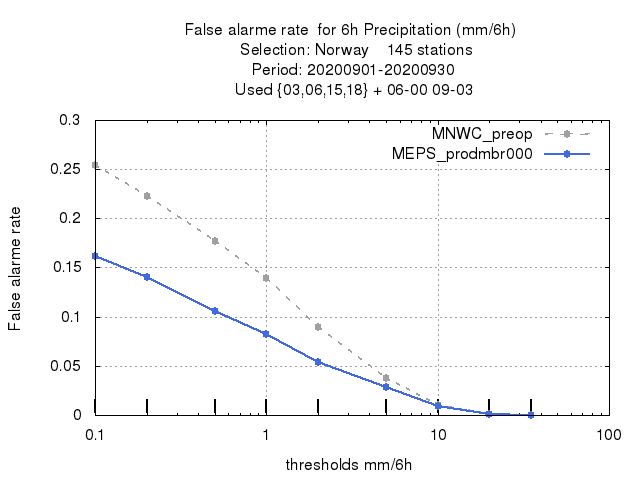 False alarme rate  for 6h Precipitation (mm/6h)
Selection: Norway    145 stations
Period: 20200901-20200930
Used {03,06,15,18} + 06-00 09-03
MNWC_preop
MEPS_prodmbr000
False alarme rate
0.3
0.25
0.2
0.15
0.1
0.05
0
0.1 1 10 100
thresholds mm/6h